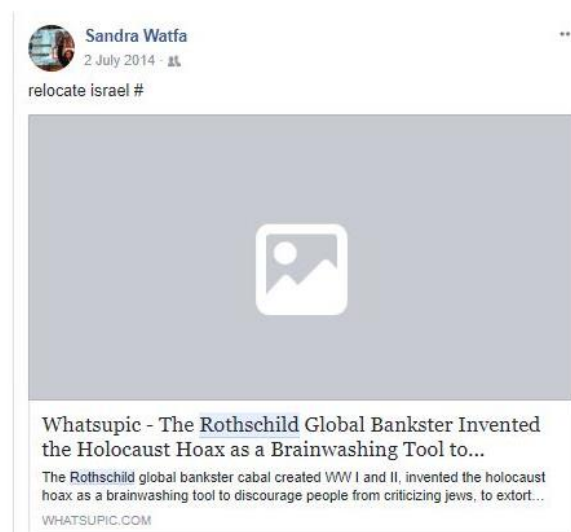 Sandra Watfa
2 July 2014 ·
relocate israel #
Whatsupic - The Rothschild Global Bankster Invented
the Holocaust Hoax as a Brainwashing Tool to...
The Rothschild global bankster cabal created WW I and II, invented the holocaust
hoax as a brainwashing tool to discourage people from criticizing jews, to extort...
WHATSUPIC.COM